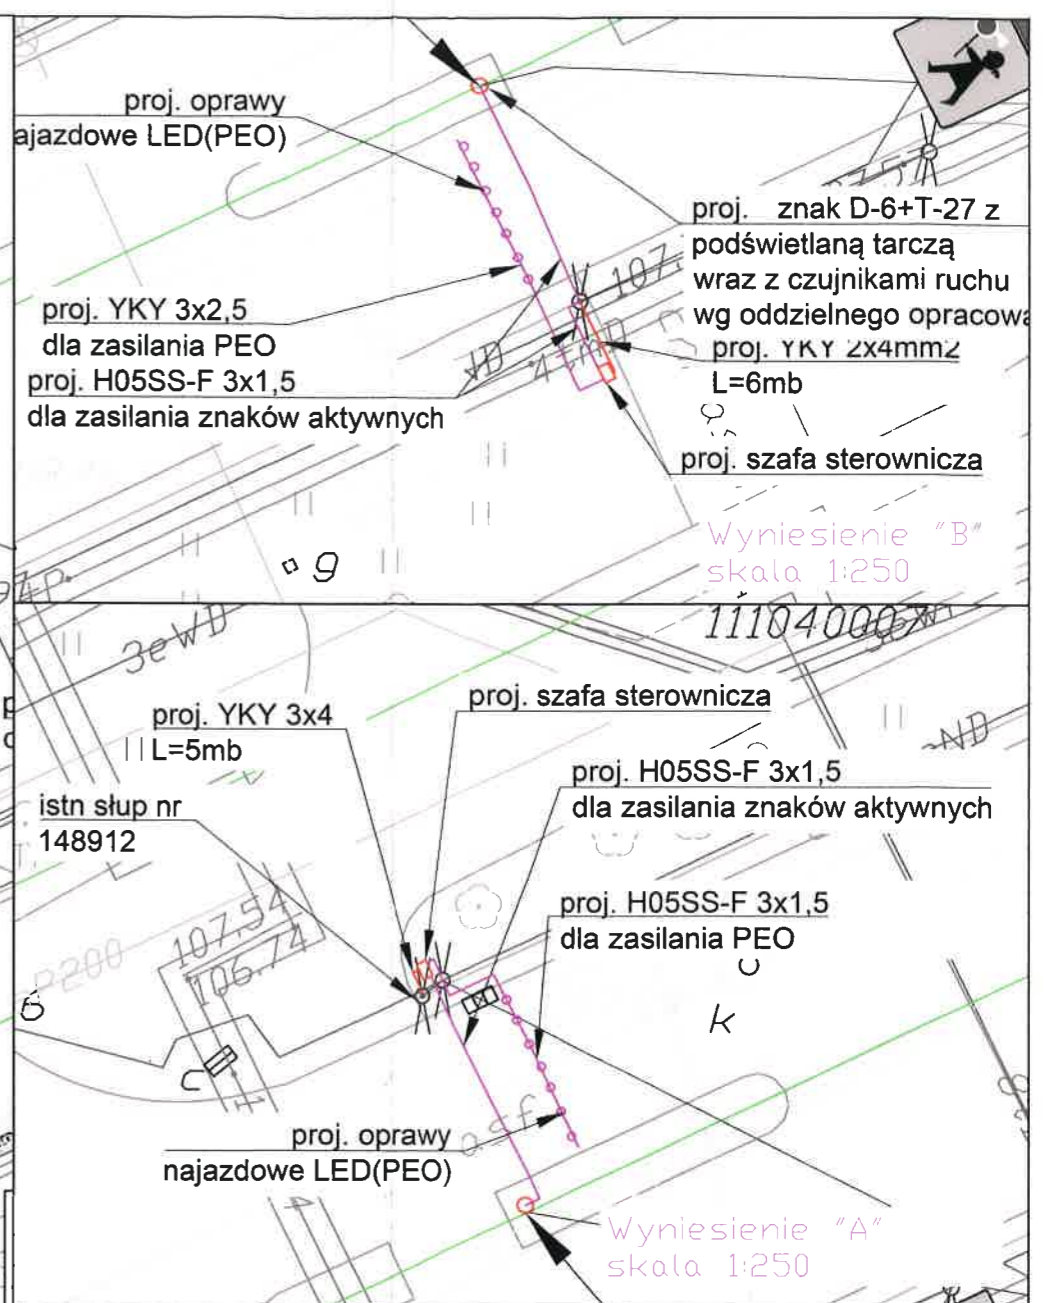 proj. oprawy
ajazdowe LED(PEO)
proj. znak D-6+T-27 z
podświetlaną tarczą
wraz z czujnikami ruchu
wg oddzielnego opracowa
proj. YKY 3x2,5
dla zasilania PEO
proj. H05SS-F 3x1,5
dla zasilania znaków aktywnych
proj. YKY 2x4mm2
L=6mb
proj. szafa sterownicza
Wyniesienie "B"
skala 1:250
g
3eWD
proj. YKY 3x4
L=5mb
proj. szafa sterownicza
proj. H05SS-F 3x1,5
dla zasilania znaków aktywnych
istn słup nr
148912
proj. H05SS-F 3x1,5
dla zasilania PEO
107.54
106.74
k
asf
proj. oprawy
najazdowe LED(PEO)
Wyniesienie "A"
skala 1:250